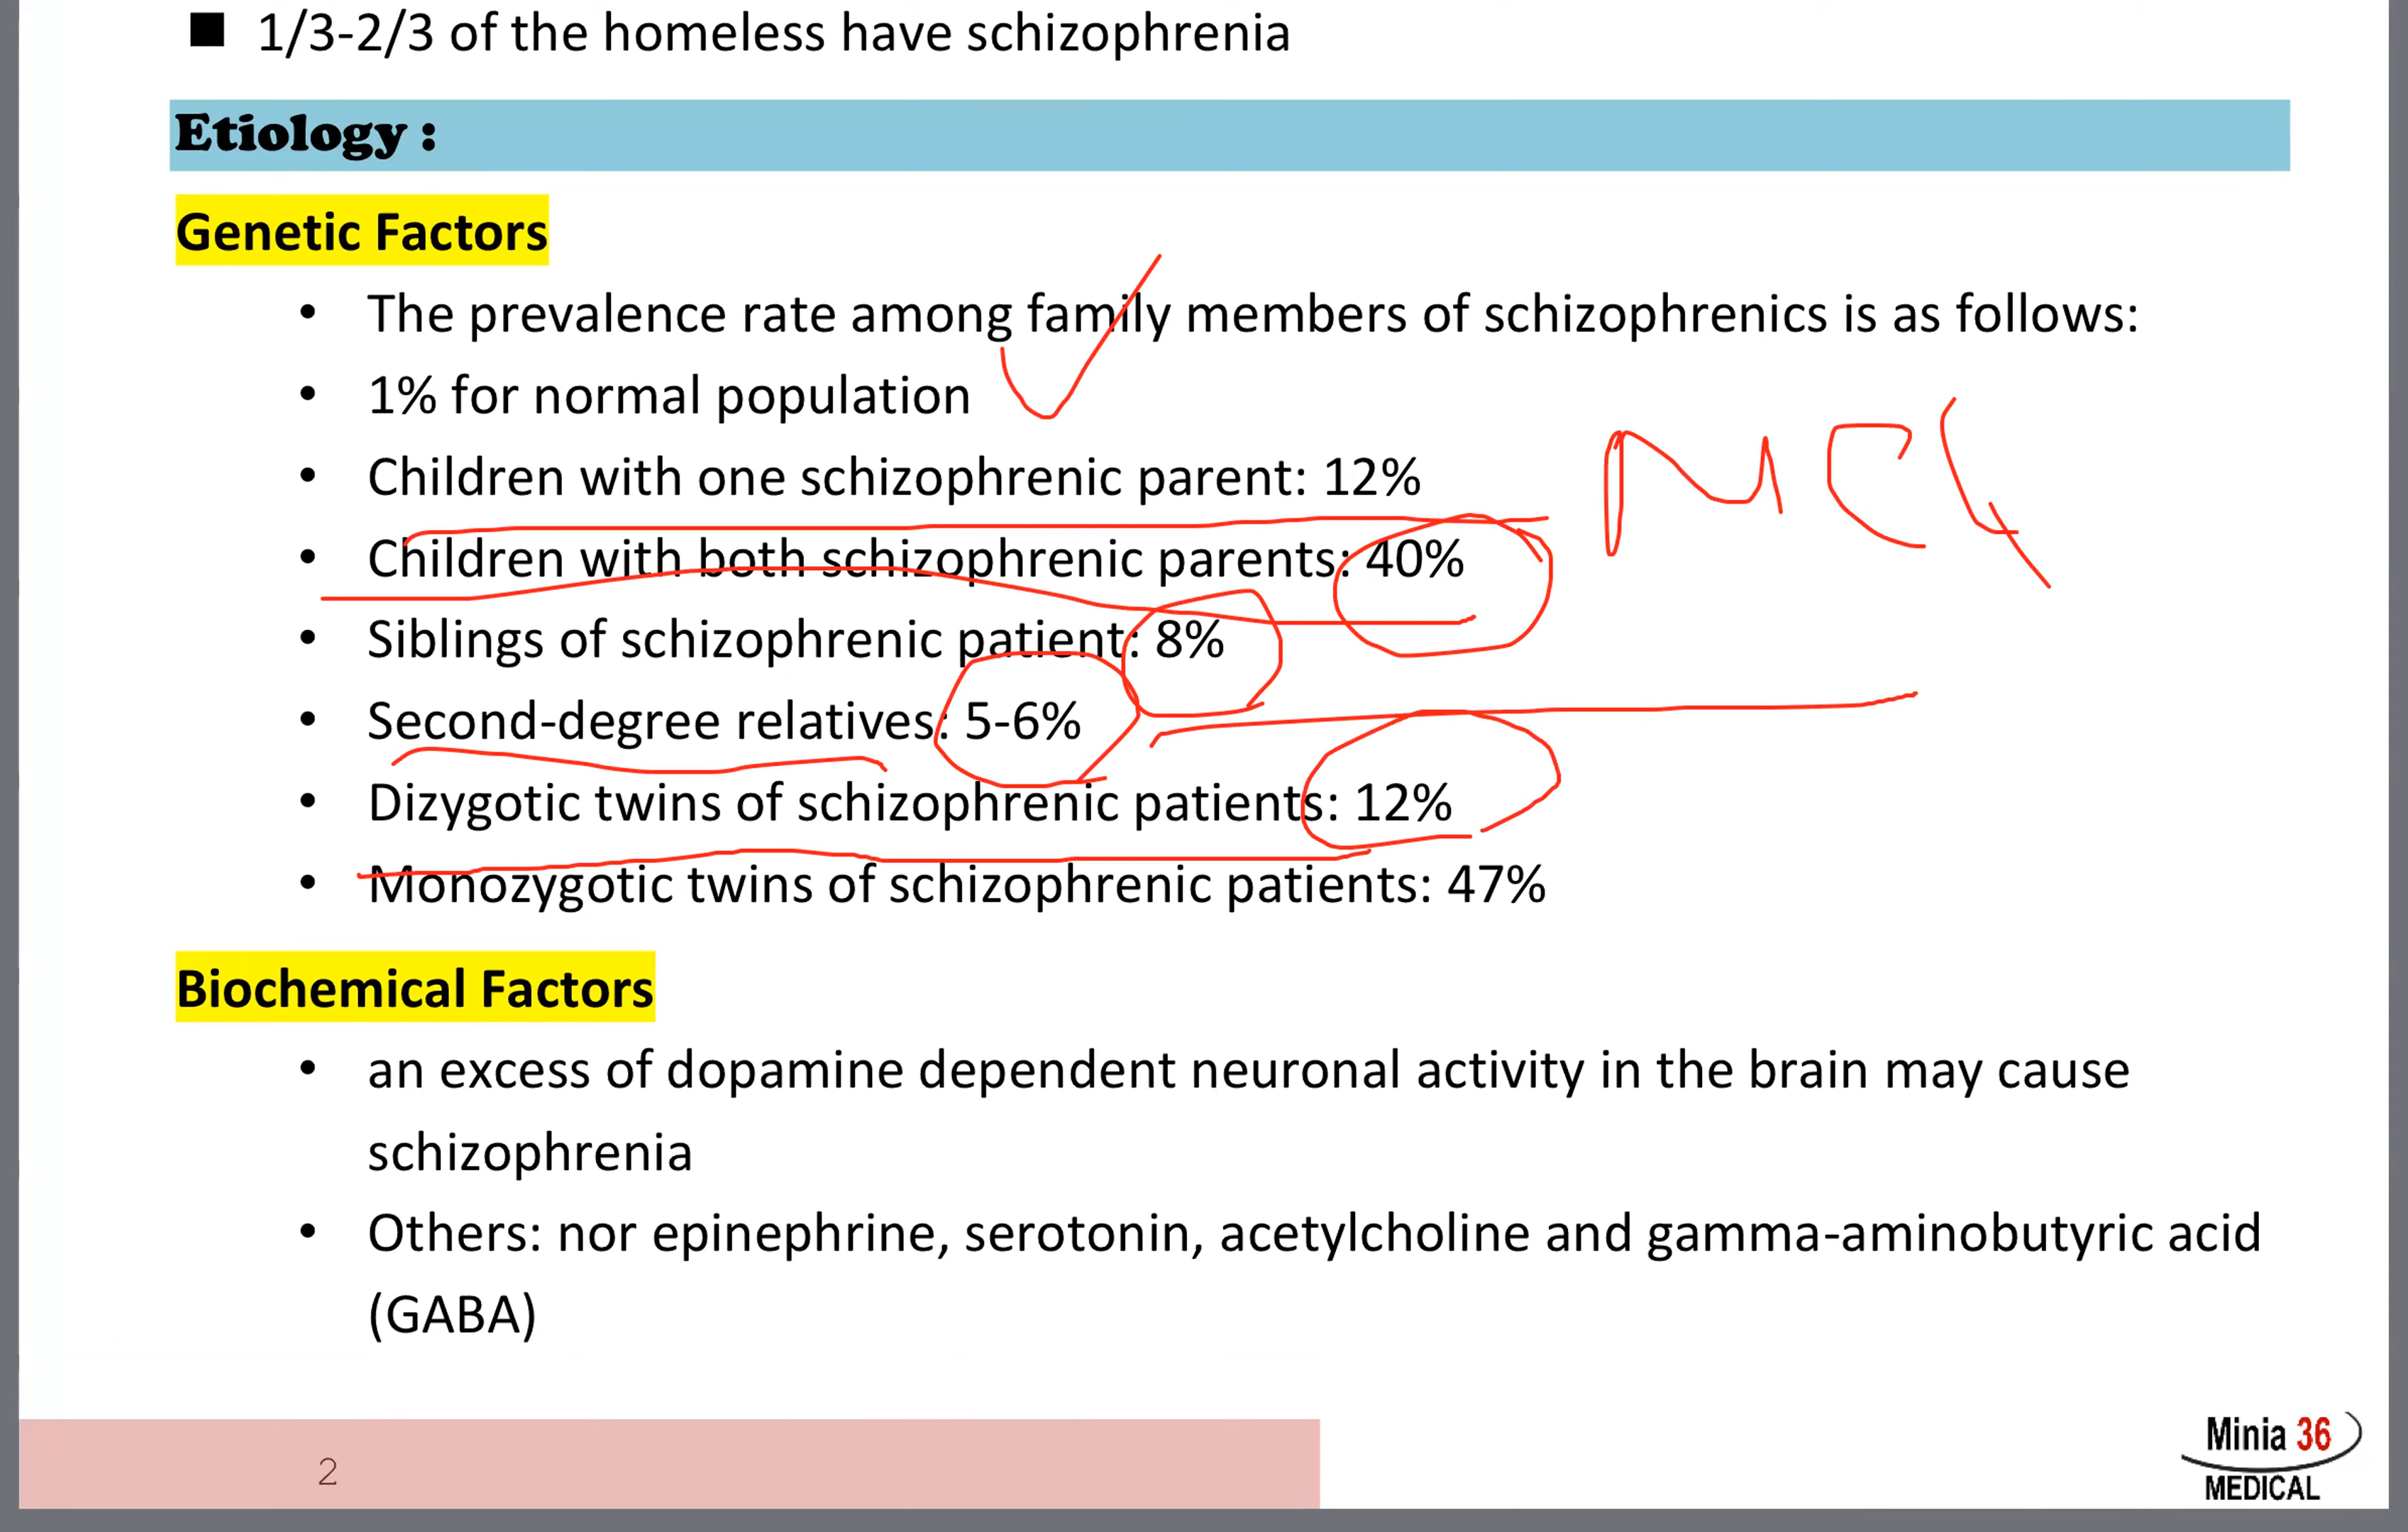 ■ 1/3-2/3 of the homeless have schizophrenia
Etiology :
Genetic Factors
• The prevalence rate among family members of schizophrenics is as follows:
• 1% for normal population
• Children with one schizophrenic parent: 12%
• Children with both schizophrenic parents: 40%
• Siblings of schizophrenic patient: 8%
• Second-degree relatives: 5-6%
• Dizygotic twins of schizophrenic patients: 12%
• Monozygotic twins of schizophrenic patients: 47%
Biochemical Factors
• an excess of dopamine dependent neuronal activity in the brain may cause
schizophrenia
• Others: nor epinephrine, serotonin, acetylcholine and gamma-aminobutyric acid
(GABA)
2
Minia 36
MEDICAL